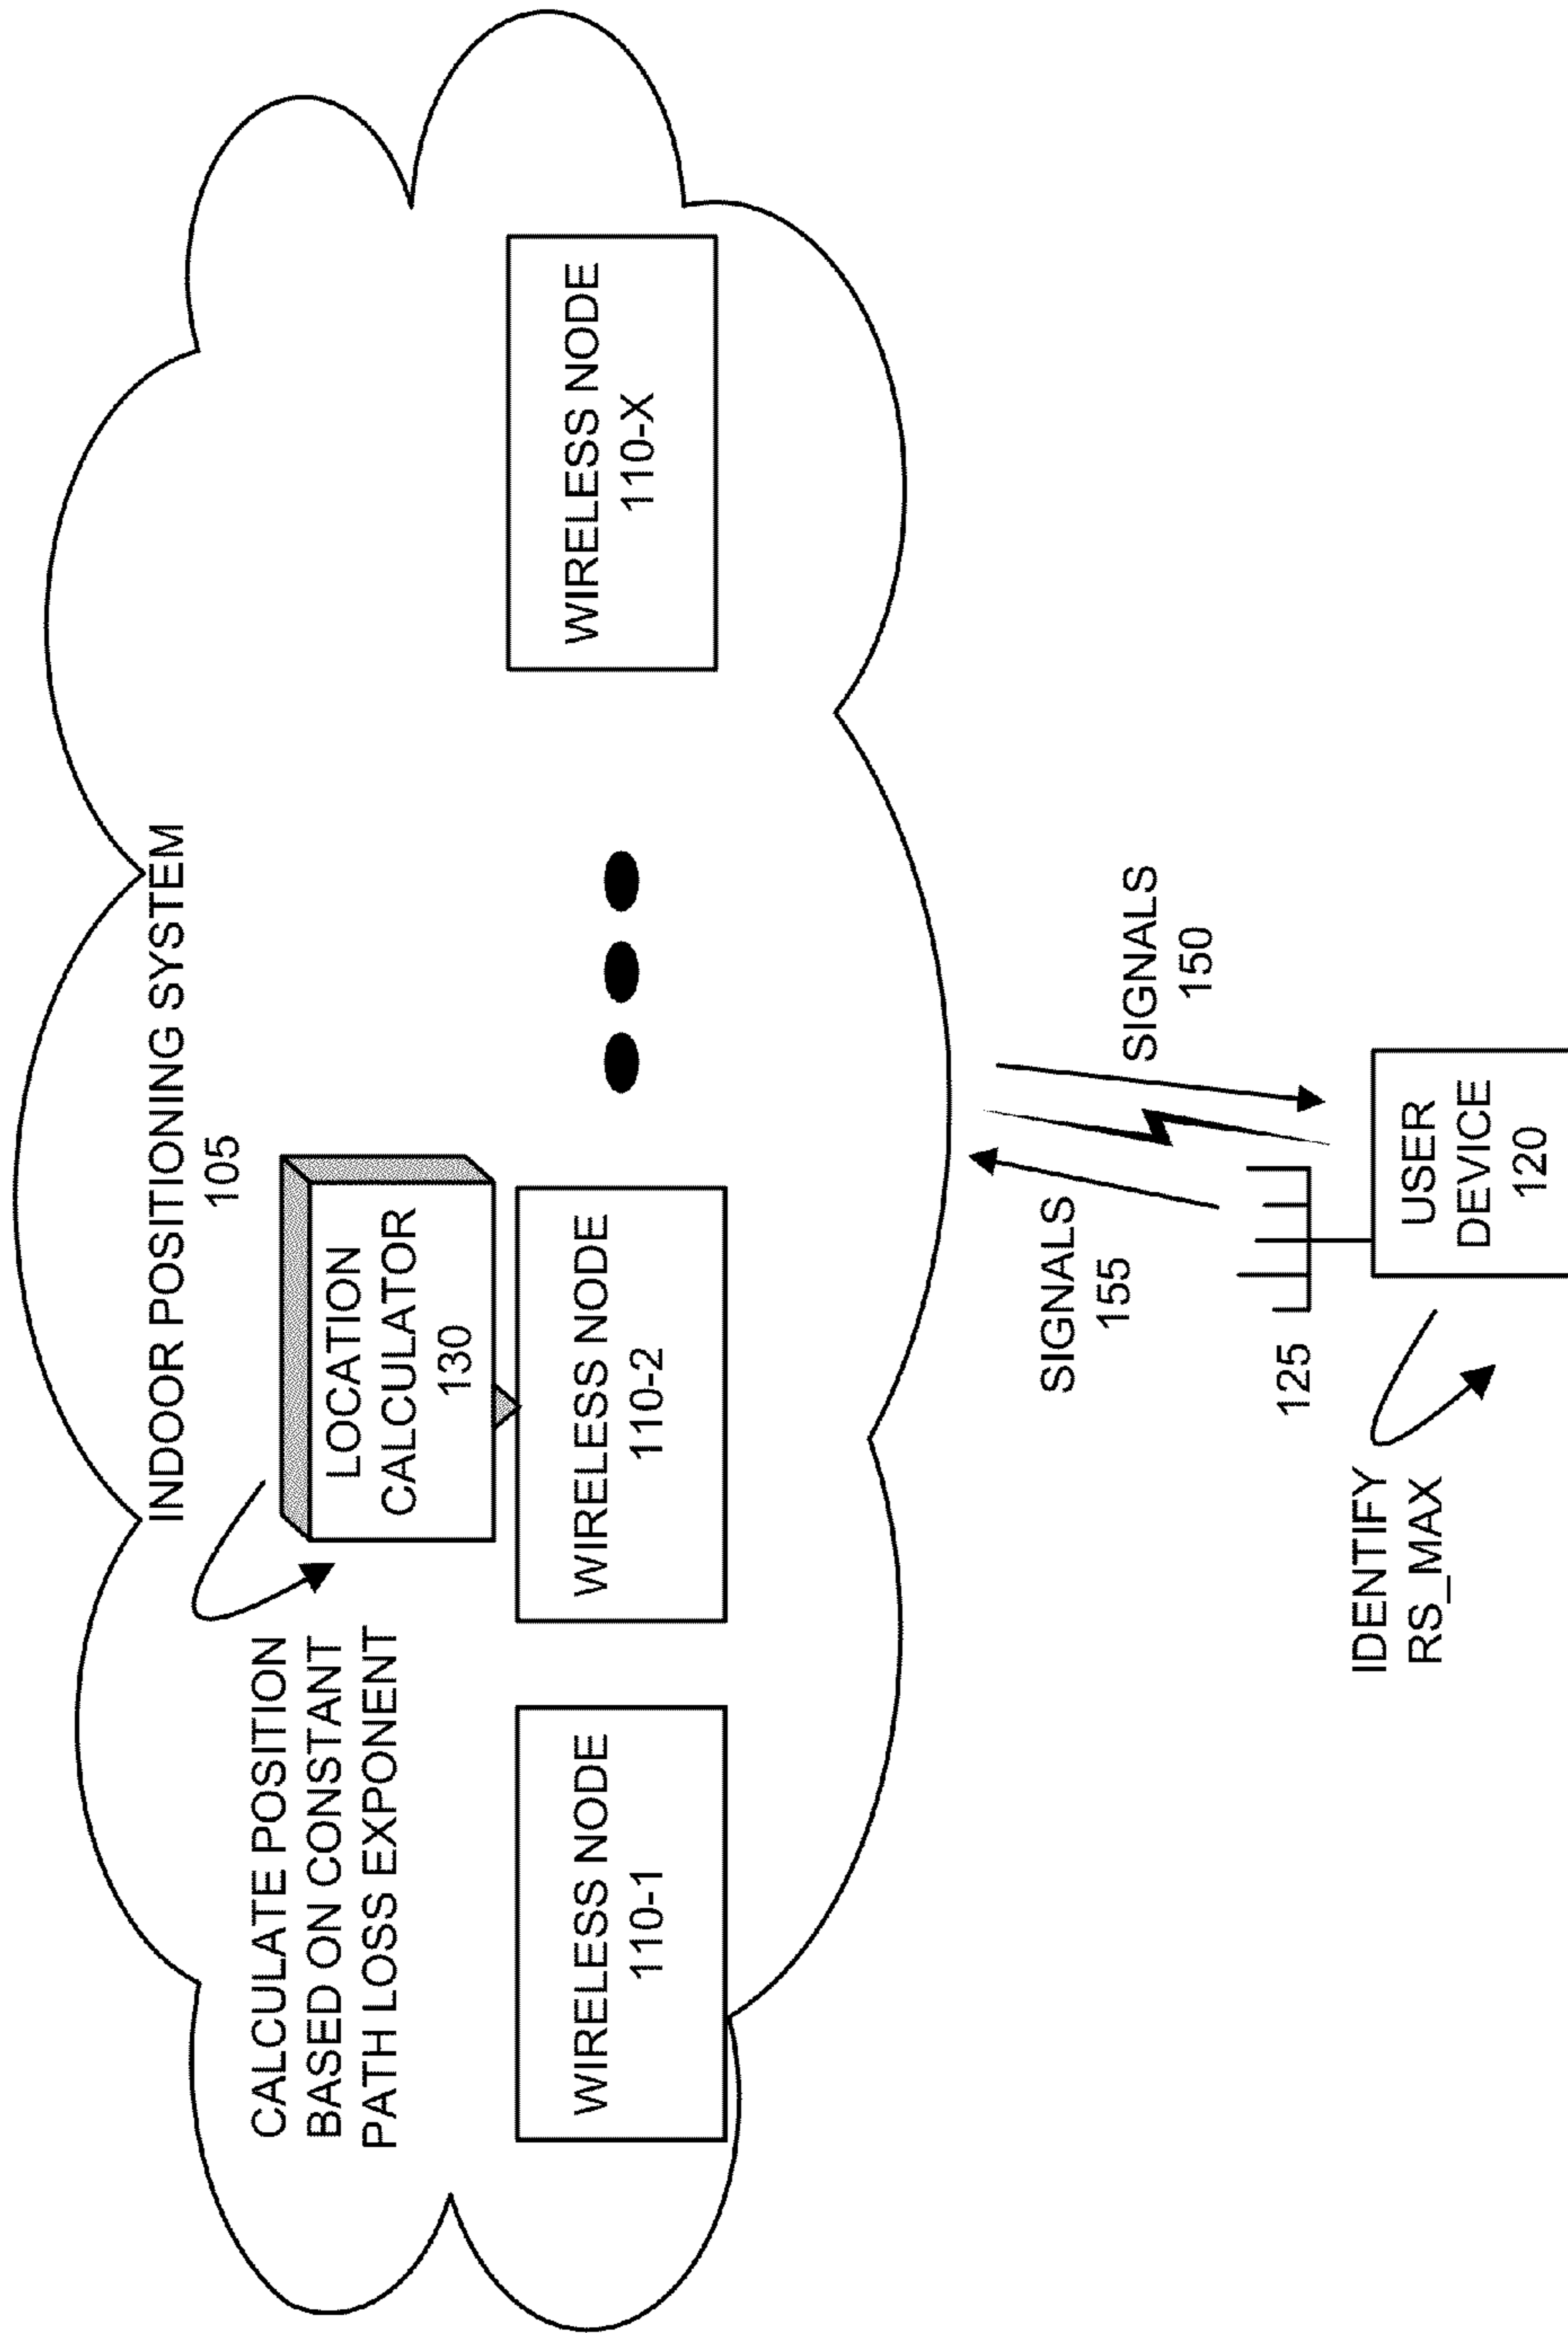 INDOOR POSITIONING SYSTEM
105
CALCULATE POSITION
BASED ON CONSTANT
PATH LOSS EXPONENT
LOCATION
CALCULATOR
130
WIRELESS NODE
110-1
WIRELESS NODE
110-2
WIRELESS NODE
110-X
SIGNALS
155
SIGNALS
150
125
IDENTIFY
RS_MAX
USER
DEVICE
120